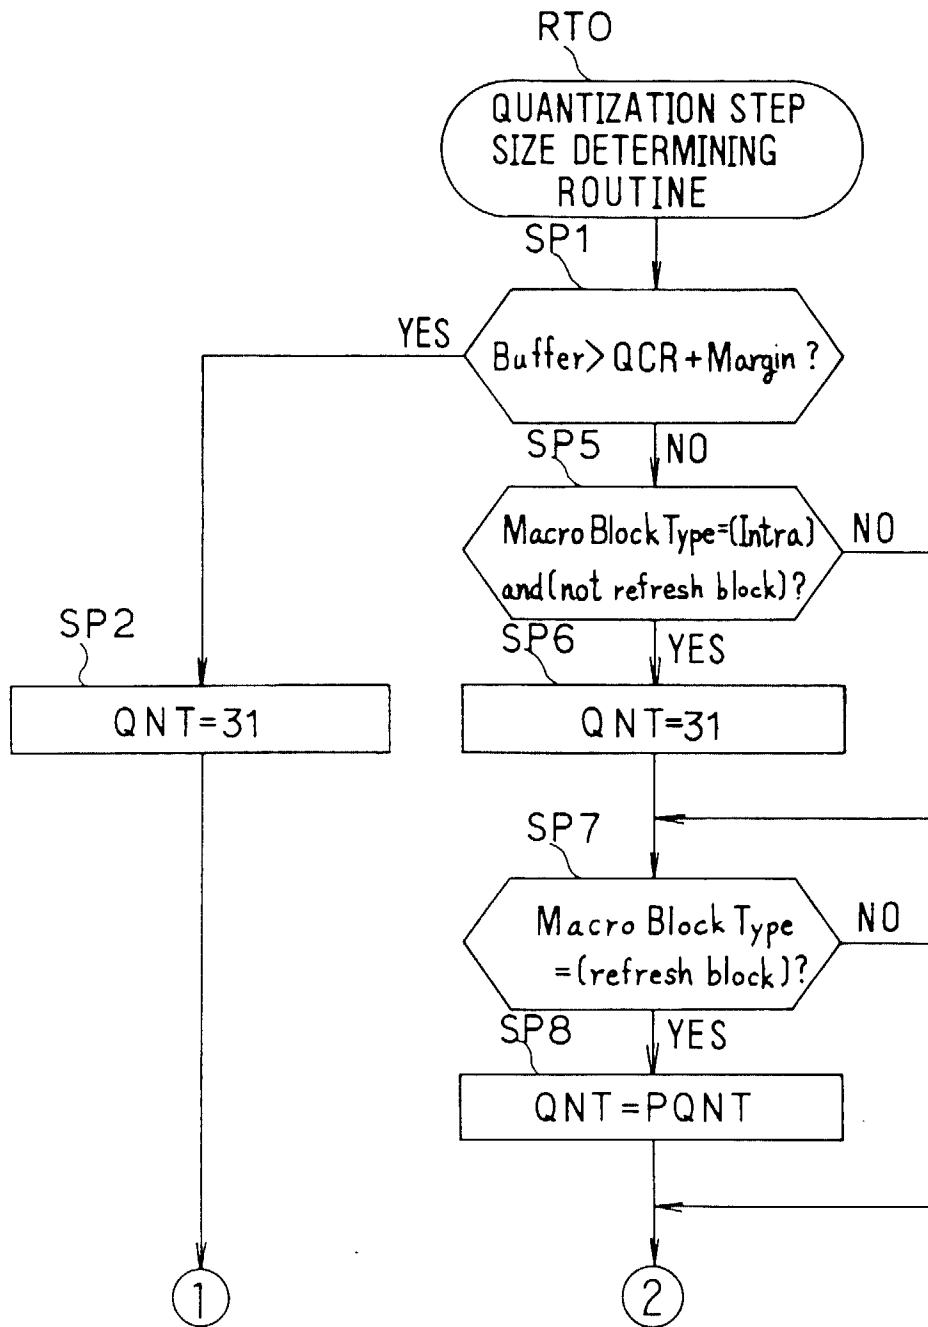 RT0
QUANTIZATION STEP
SIZE DETERMINING
ROUTINE
SP1
YES
Buffer>QCR+Margin?
SP5
NO
Macro Block Type=(Intra)
and(not refresh block)?
NO
SP2
SP6
YES
QNT=31
QNT=31
SP7
Macro Block Type
=(refresh block)?
NO
SP8
YES
QNT=PQNT
1
2